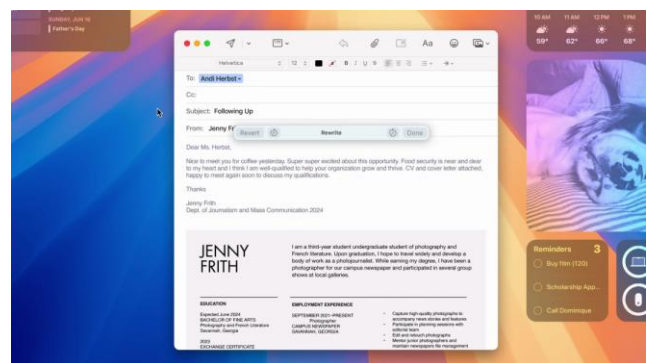 SUNDAY, JUN 16
Father's Day
10 AM 11 AM 12 PM 1 PM
59° 62° 66° 68°
Helvetica 12 B I U S
To: Andi Herbst
Cc:
Subject: Following Up
From: Jenny Fr
Revert Rewrite Done
Dear Ms. Herbst,
Nice to meet you for coffee yesterday. Super super excited about this opportunity. Food security is near and dear
to my heart and I think I am well-qualified to help your organization grow and thrive. CV and cover letter attached,
happy to meet again soon to discuss my qualifications.
Thanks
Jenny Frith
Dept. of Journalism and Mass Communication 2024
JENNY
FRITH
I am a third-year student undergraduate student of photography and
French literature. Upon graduation, I hope to travel widely and develop a
body of work as a photojournalist. While earning my degree, I have been a
photographer for our campus newspaper and participated in several group
shows at local galleries.
EDUCATION
Expected June 2024
BACHELOR OF FINE ARTS
Photography and French Literature
Savannah, Georgia
2023
EXCHANGE CERTIFICATE
EMPLOYMENT EXPERIENCE
SEPTEMBER 2021–PRESENT
Photographer
CAMPUS NEWSPAPER
SAVANNAH, GEORGIA
• Capture high-quality photographs to
accompany news stories and features
• Participate in planning sessions with
editorial team
• Edit and retouch photographs
• Mentor junior photographers and
maintain newspapers file management
Reminders 3
Buy film (120)
Scholarship App...
Call Dominique